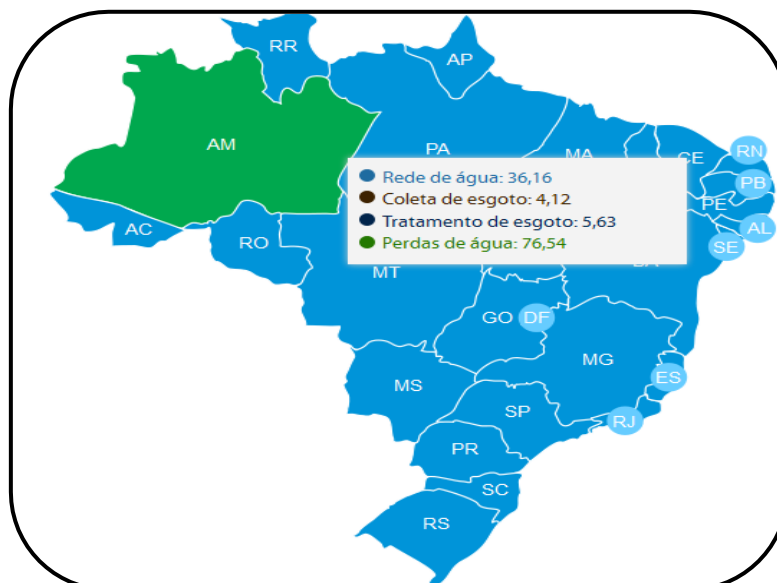 RR
AP
AM
PA
MA
CE
RN
Rede de água: 36,16
PB
Coleta de esgoto: 4,12
PE
Tratamento de esgoto: 5,63
AL
AC
RO
Perdas de água: 76,54
SE
MT
BA
GO
DF
MG
ES
MS
SP
RJ
PR
SC
RS